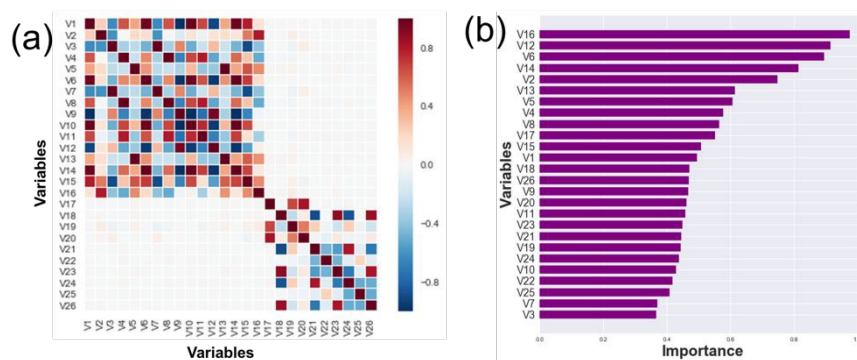 (a)
V1
V2
V3
V4
V5
V6
V7
V8
V9
V10
V11
V12
V13
V14
V15
V16
V17
V18
V19
V20
V21
V22
V23
V24
V25
V26
Variables
V1 V2 V3 V4 V5 V6 V7 V8 V9 V10 V11 V12 V13 V14 V15 V16 V17 V18 V19 V20 V21 V22 V23 V24 V25 V26
Variables
0.8
0.4
0.0
−0.4
−0.8
(b)
V16
V12
V6
V14
V2
V13
V5
V4
V8
V17
V15
V1
V18
V26
V9
V20
V11
V23
V21
V19
V24
V10
V22
V25
V7
V3
Variables
0.0 0.2 0.4 0.6 0.8 1
Importance